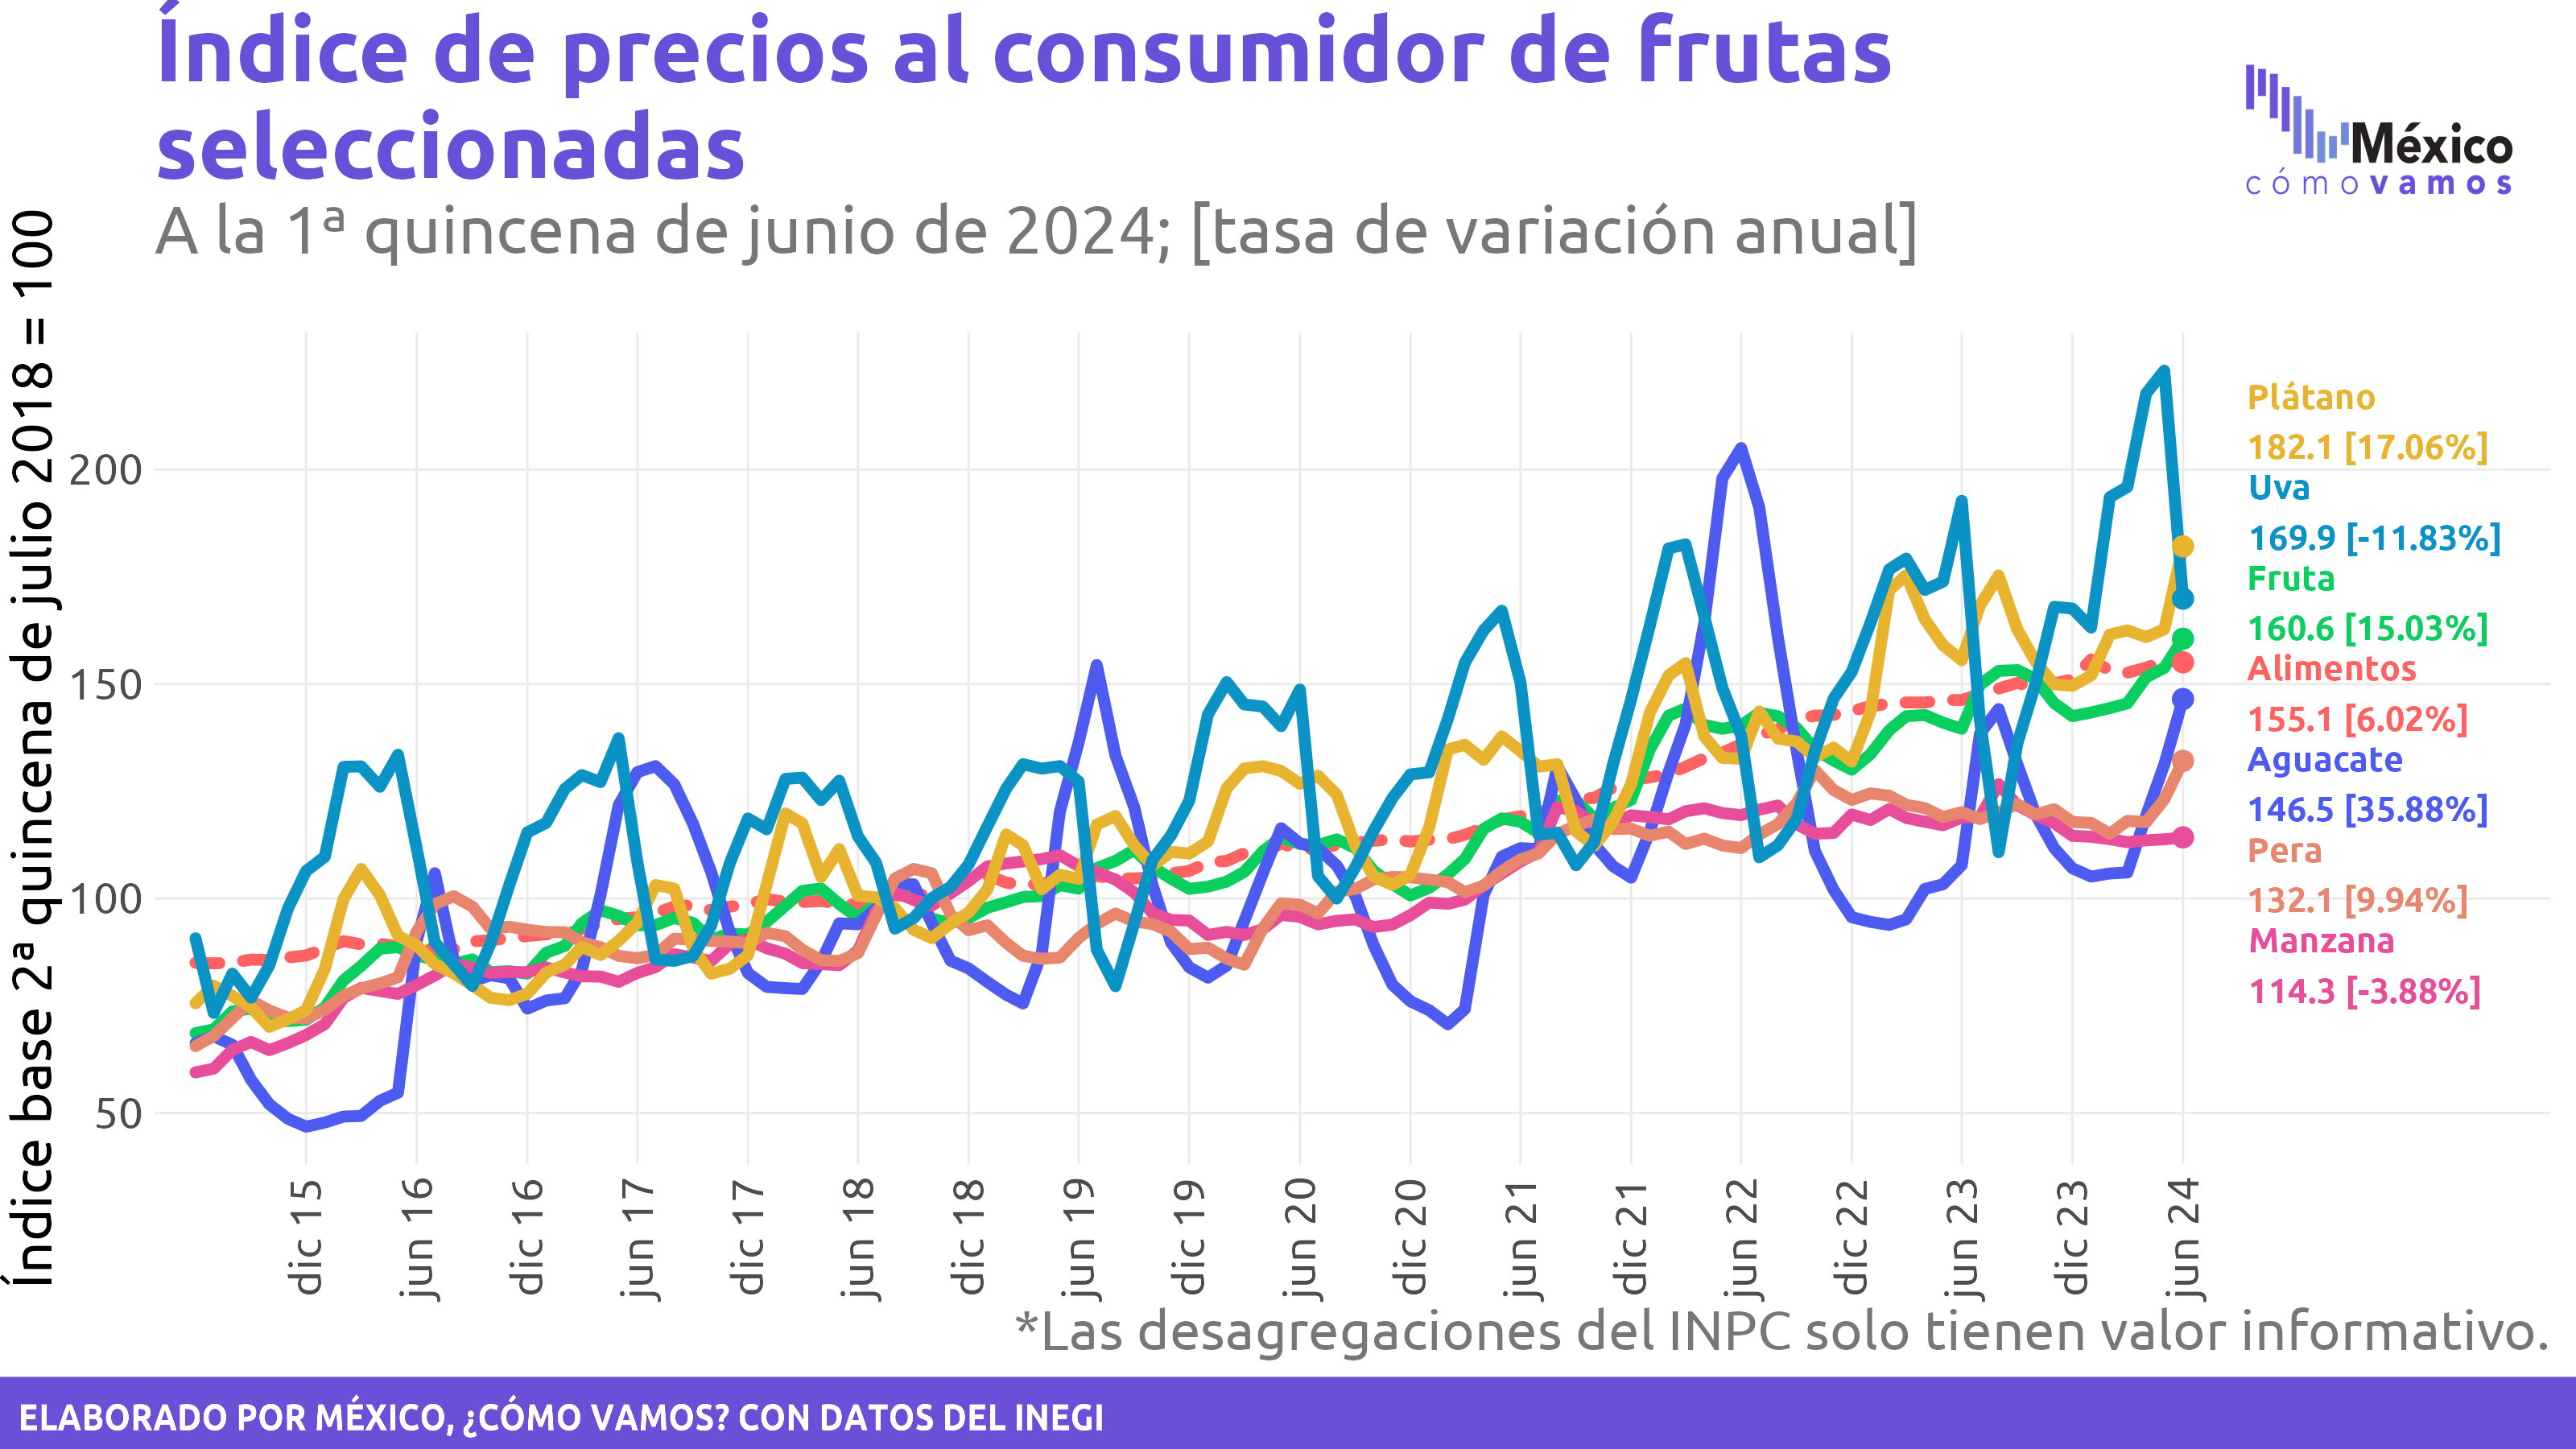 Índice de precios al consumidor de frutas
seleccionadas
A la 1ª quincena de junio de 2024; [tasa de variación anual]
México
cómovamos
Índice base 2ª quincena de julio 2018 = 100
200
150
100
50
Plátano
182.1 [17.06%]
Uva
169.9 [-11.83%]
Fruta
160.6 [15.03%]
Alimentos
155.1 [6.02%]
Aguacate
146.5 [35.88%]
Pera
132.1 [9.94%]
Manzana
114.3 [-3.88%]
dic 15
jun 16
dic 16
jun 17
dic 17
jun 18
dic 18
jun 19
dic 19
jun 20
dic 20
jun 21
dic 21
jun 22
dic 22
jun 23
dic 23
jun 24
*Las desagregaciones del INPC solo tienen valor informativo.
ELABORADO POR MÉXICO, ¿CÓMO VAMOS? CON DATOS DEL INEGI